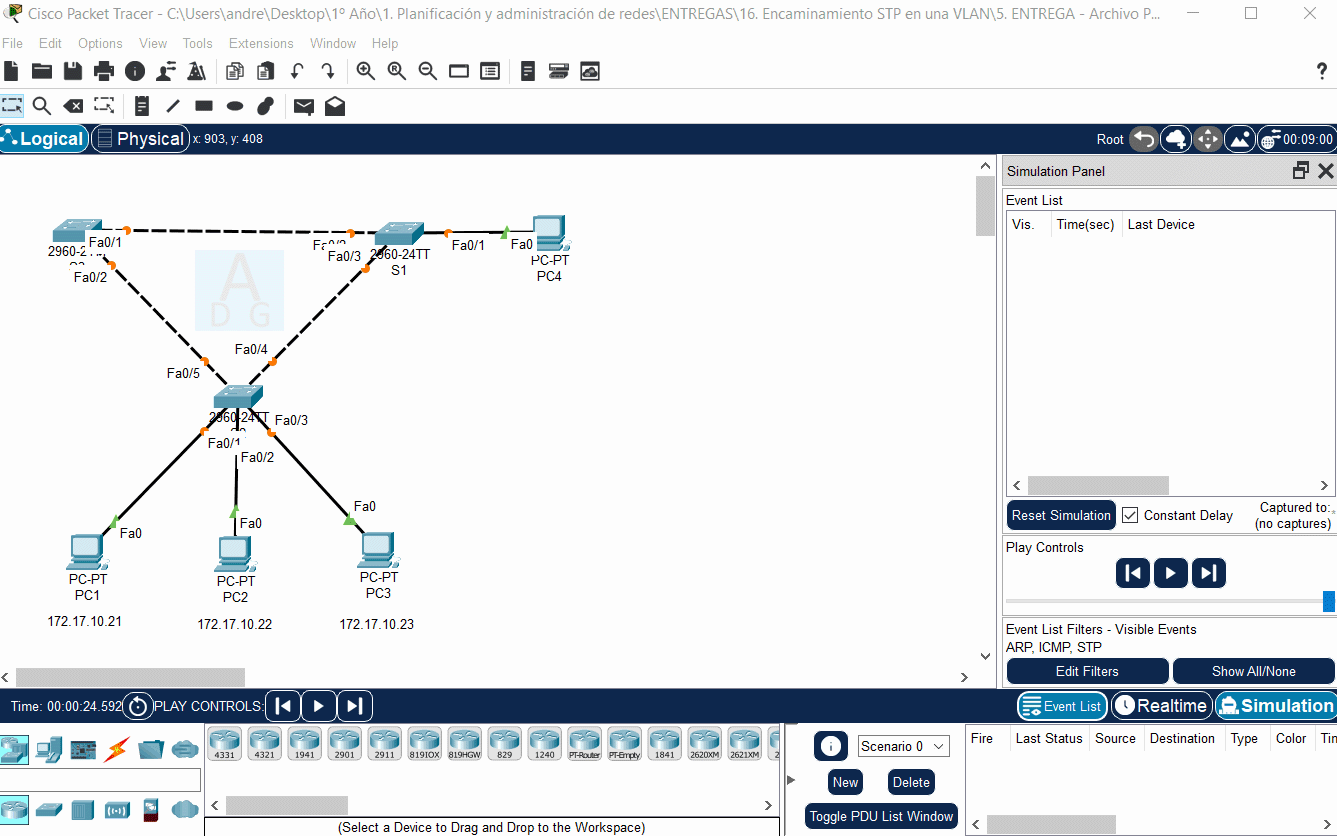 Cisco Packet Tracer - C:\Users\andre\Desktop\1º Año\1. Planificación y administración de redes\ENTREGAS\16. Encaminamiento STP en una VLAN\5. ENTREGA - Archivo P...
File Edit Options View Tools Extensions Window Help
Logical Physical x: 903, y: 408 Root 00:09:00
Simulation Panel
Event List
Vis. Time(sec) Last Device
Fa0/1
Fa0/2
Fa0/3
2960-24TT
S1
Fa0/1
Fa0
PC-PT
PC4
A
D G
Fa0/4
Fa0/5
2960-24TT
Fa0/3
Fa0/1
Fa0/2
Fa0
Fa0
Fa0
PC-PT
PC1
PC-PT
PC2
PC-PT
PC3
172.17.10.21
172.17.10.22
172.17.10.23
Reset Simulation Constant Delay Captured to:
(no captures)
Play Controls
Event List Filters - Visible Events
ARP, ICMP, STP
Edit Filters Show All/None
Time: 00:00:24.592 PLAY CONTROLS: Event List Realtime Simulation
4331 4321 1941 2901 2911 819IOX 819HGW 829 1240 PT-Router PT-Empty 1841 2620XM 2621XM 2
Scenario 0
New Delete
Toggle PDU List Window
Fire Last Status Source Destination Type Color Tin
(Select a Device to Drag and Drop to the Workspace)